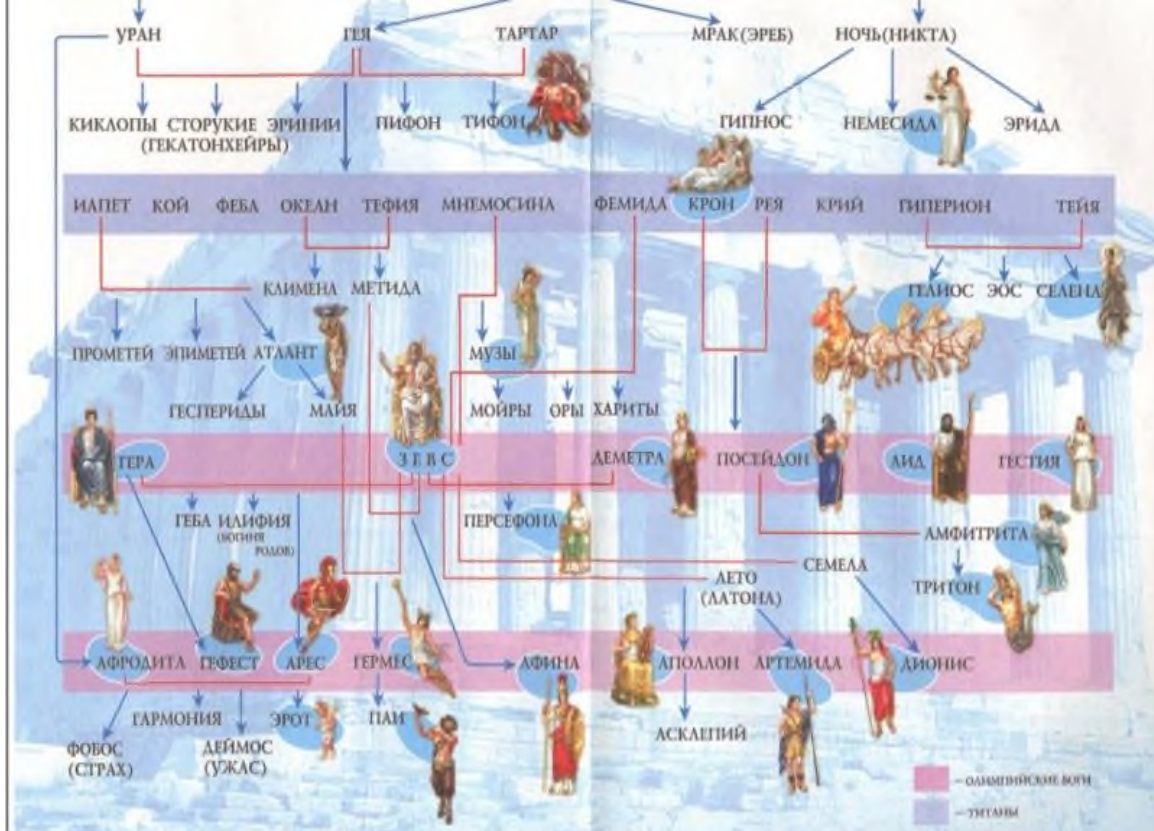 УРАН ГЕЯ ТАРТАР МРАК (ЭРЕБ) НОЧЬ (НИКТА)
КИКЛОПЫ СТОРУКИЕ ЭРИНИИ ПИФОН ТИФОН ГИПНОС НЕМЕСИДА ЭРИДА
(ГЕКАТОНХЕЙРЫ)
ИАПЕТ КОЙ ФЕБА ОКЕАН ТЕФИЯ МНЕМОСИНА ФЕМИДА КРОН РЕЯ КРИЙ ГИПЕРИОН ТЕЙЯ
КЛИМЕНА МЕТИДА ГЕЛИОС ЭОС СЕЛЕНА
ПРОМЕТЕЙ ЭПИМЕТЕЙ АТЛАНТ МУЗЫ
ГЕСПЕРИДЫ МАЙЯ МОЙРЫ ОРЫ ХАРИТЫ
ГЕРА ЗЕВС ДЕМЕТРА ПОСЕЙДОН АИД ГЕСТИЯ
ГЕБА ИЛИФИЯ ПЕРСЕФОНА АМФИТРИТА
(БОГИНЯ
РОДОВ)
СЕМЕЛА
ЛЕТО ТРИТОН
(ЛАТОНА)
АФРОДИТА ГЕФЕСТ АРЕС ГЕРМЕС АФИНА АПОЛЛОН АРТЕМИДА ДИОНИС
ГАРМОНИЯ ЭРОТ ПАН
АСКЛЕПИЙ
ФОБОС ДЕЙМОС
(СТРАХ) (УЖАС)
– ОЛИМПИЙСКИЕ БОГИ
– ТИТАНЫ